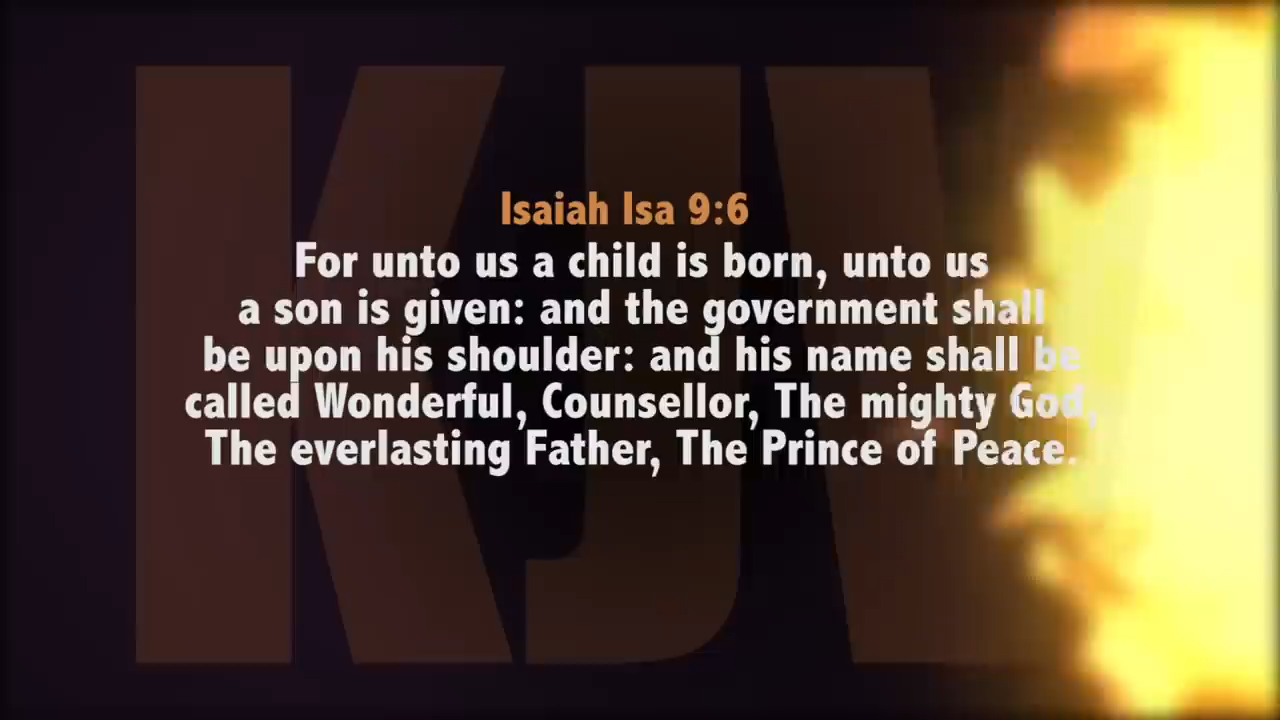 KJV
Isaiah Isa 9:6
For unto us a child is born, unto us
a son is given: and the government shall
be upon his shoulder: and his name shall be
called Wonderful, Counsellor, The mighty God,
The everlasting Father, The Prince of Peace.